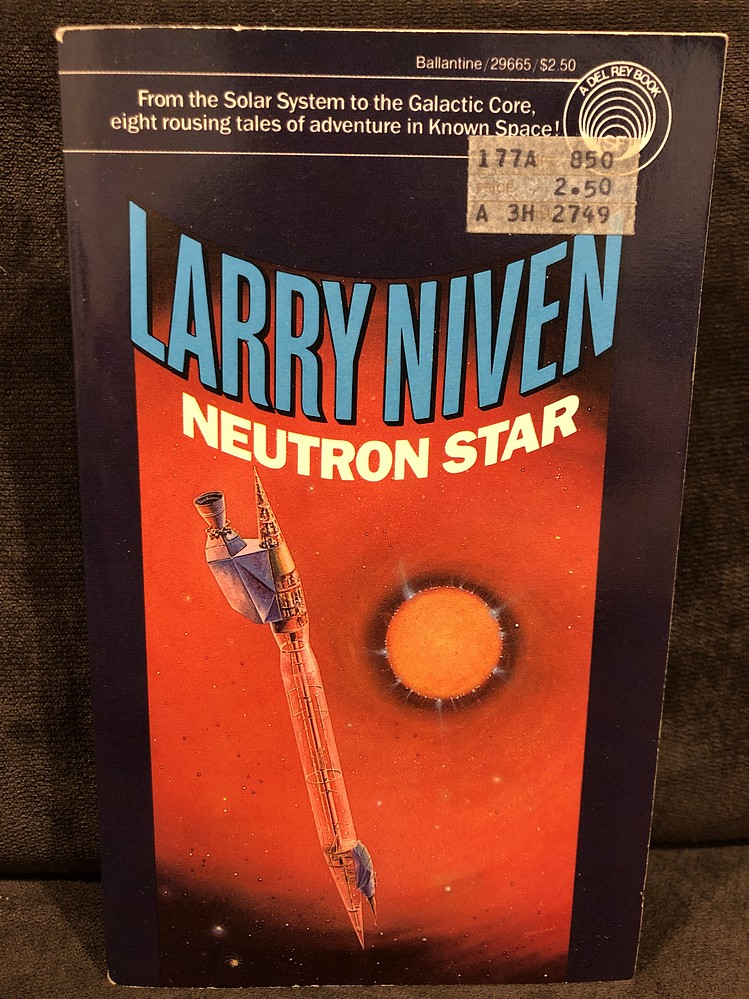 Ballantine/29665/$2.50
A DEL REY BOOK
From the Solar System to the Galactic Core,
eight rousing tales of adventure in Known Space!
177A 850
PRICE 2.50
A 3H 2749
LARRY NIVEN
NEUTRON STAR